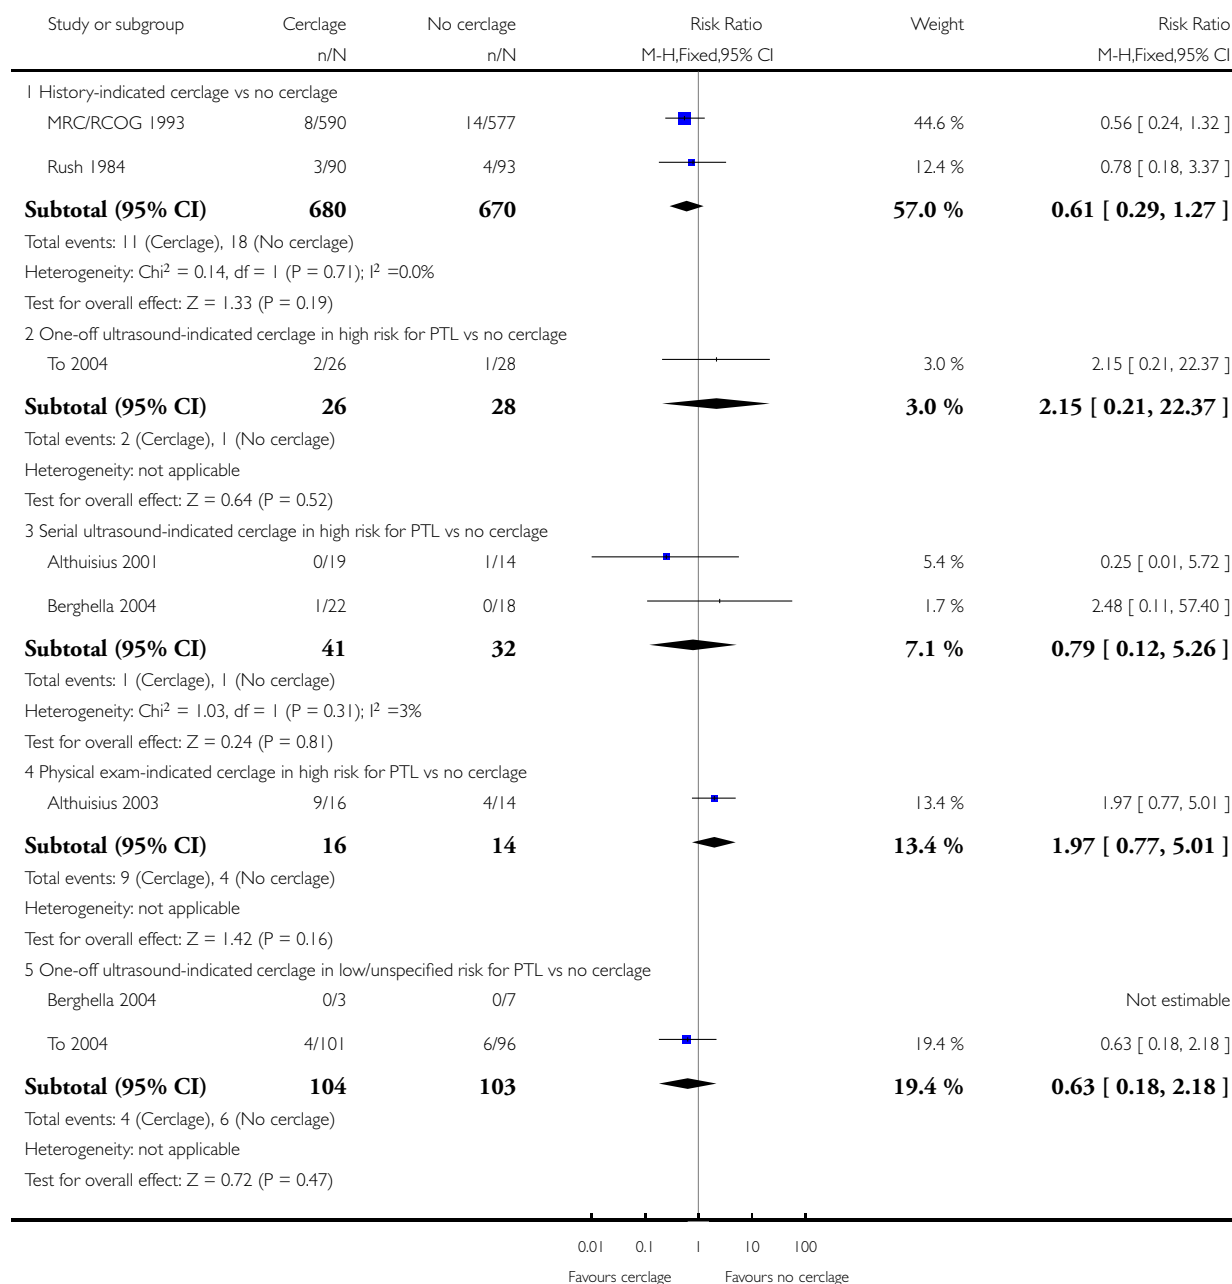 Study or subgroup Cerclage No cerclage Risk Ratio Weight Risk Ratio
n/N n/N M-H,Fixed,95% CI M-H,Fixed,95% CI
1 History-indicated cerclage vs no cerclage
MRC/RCOG 1993 8/590 14/577 44.6 % 0.56 [ 0.24, 1.32 ]
Rush 1984 3/90 4/93 12.4 % 0.78 [ 0.18, 3.37 ]
Subtotal (95% CI) 680 670 57.0 % 0.61 [ 0.29, 1.27 ]
Total events: 11 (Cerclage), 18 (No cerclage)
Heterogeneity: Chi² = 0.14, df = 1 (P = 0.71); I² =0.0%
Test for overall effect: Z = 1.33 (P = 0.19)
2 One-off ultrasound-indicated cerclage in high risk for PTL vs no cerclage
To 2004 2/26 1/28 3.0 % 2.15 [ 0.21, 22.37 ]
Subtotal (95% CI) 26 28 3.0 % 2.15 [ 0.21, 22.37 ]
Total events: 2 (Cerclage), 1 (No cerclage)
Heterogeneity: not applicable
Test for overall effect: Z = 0.64 (P = 0.52)
3 Serial ultrasound-indicated cerclage in high risk for PTL vs no cerclage
Althuisius 2001 0/19 1/14 5.4 % 0.25 [ 0.01, 5.72 ]
Berghella 2004 1/22 0/18 1.7 % 2.48 [ 0.11, 57.40 ]
Subtotal (95% CI) 41 32 7.1 % 0.79 [ 0.12, 5.26 ]
Total events: 1 (Cerclage), 1 (No cerclage)
Heterogeneity: Chi² = 1.03, df = 1 (P = 0.31); I² =3%
Test for overall effect: Z = 0.24 (P = 0.81)
4 Physical exam-indicated cerclage in high risk for PTL vs no cerclage
Althuisius 2003 9/16 4/14 13.4 % 1.97 [ 0.77, 5.01 ]
Subtotal (95% CI) 16 14 13.4 % 1.97 [ 0.77, 5.01 ]
Total events: 9 (Cerclage), 4 (No cerclage)
Heterogeneity: not applicable
Test for overall effect: Z = 1.42 (P = 0.16)
5 One-off ultrasound-indicated cerclage in low/unspecified risk for PTL vs no cerclage
Berghella 2004 0/3 0/7 Not estimable
To 2004 4/101 6/96 19.4 % 0.63 [ 0.18, 2.18 ]
Subtotal (95% CI) 104 103 19.4 % 0.63 [ 0.18, 2.18 ]
Total events: 4 (Cerclage), 6 (No cerclage)
Heterogeneity: not applicable
Test for overall effect: Z = 0.72 (P = 0.47)
0.01 0.1 1 10 100
Favours cerclage Favours no cerclage